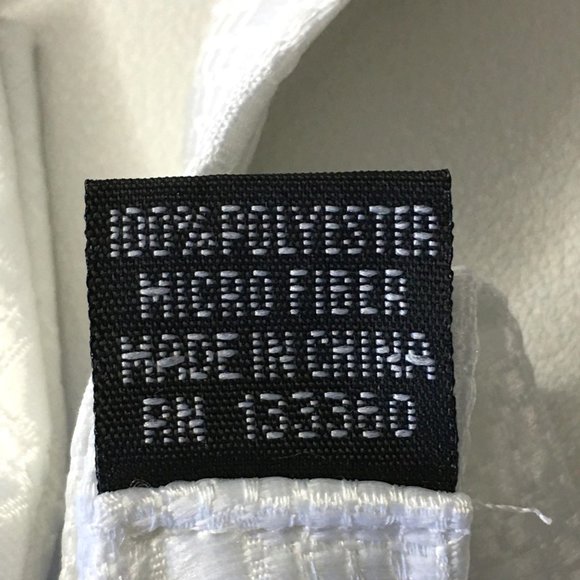 100% POLYESTER
MICRO FIBER
MADE IN CHINA
RN 133360